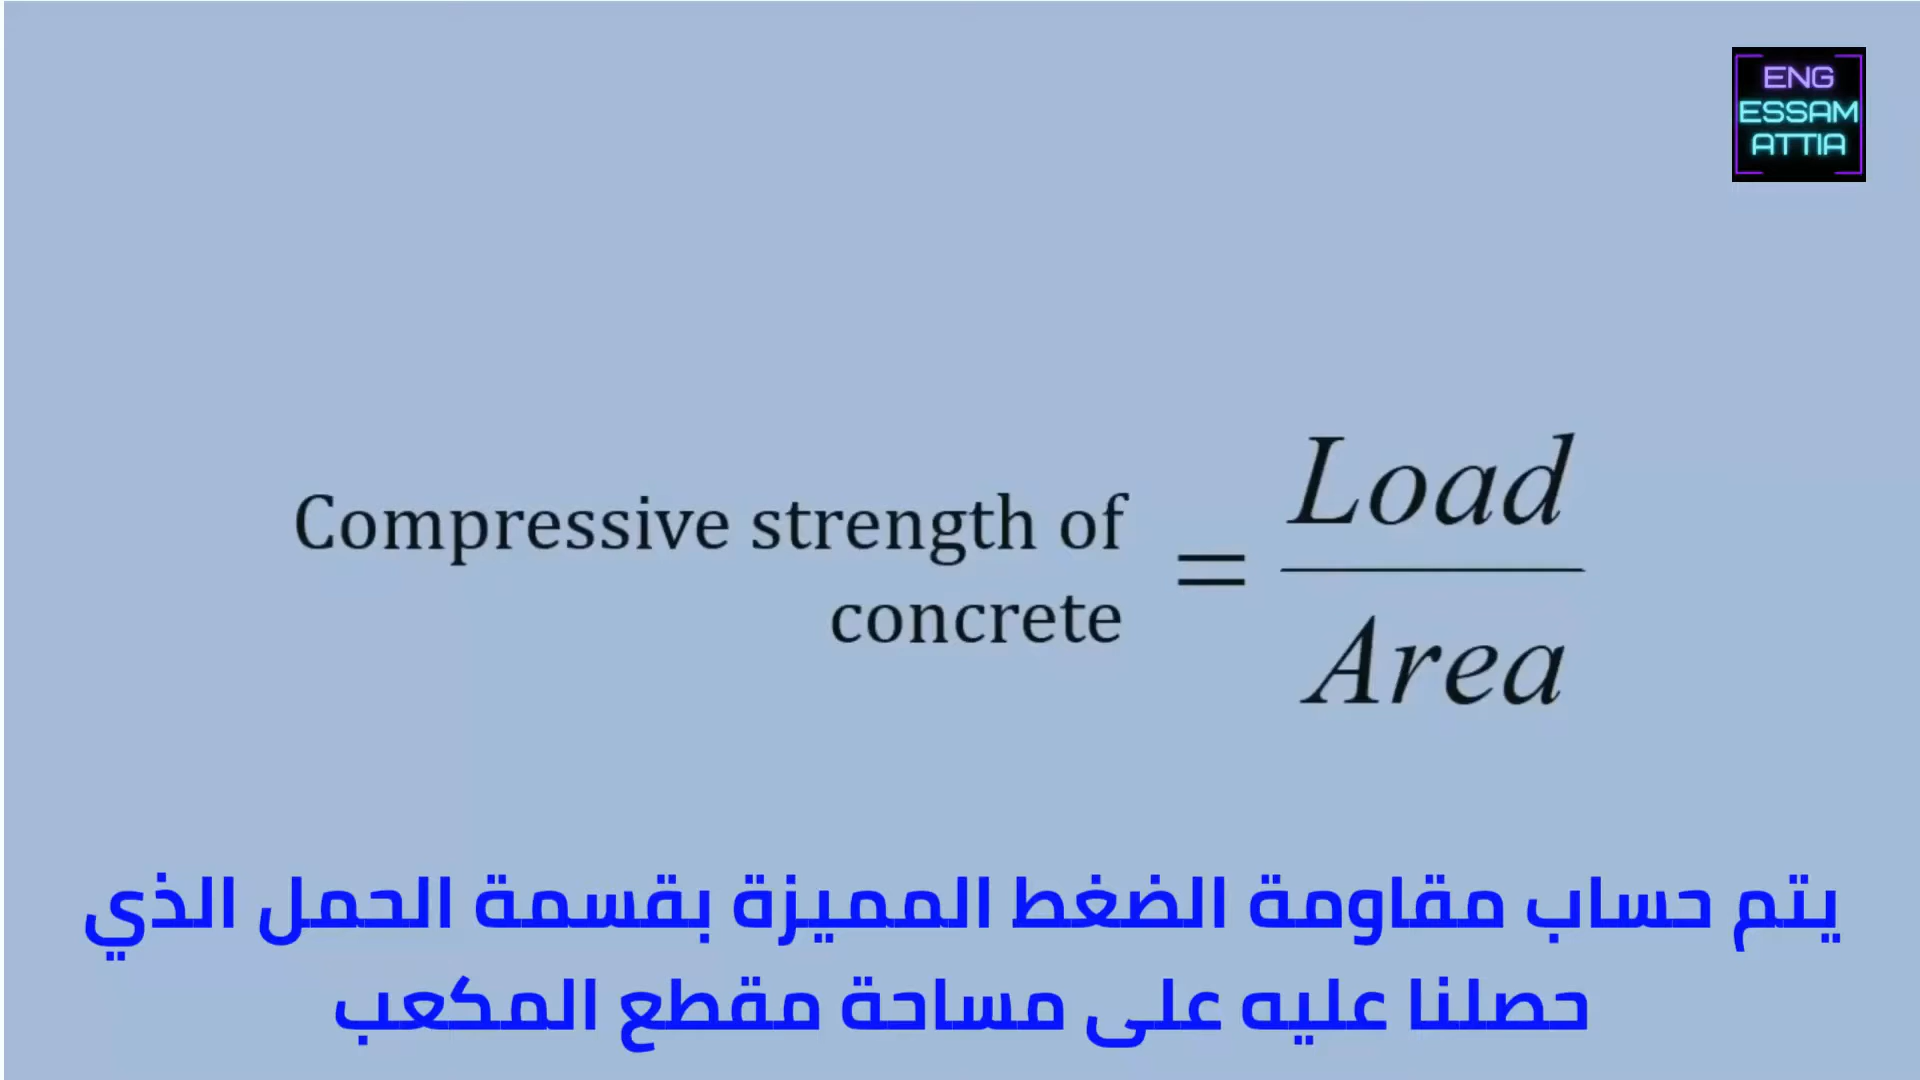 ENG
ESSAM
ATTIA
Compressive strength of
concrete
=
Load
Area
يتم حساب مقاومة الضغط المميزة بقسمة الحمل الذي
حصلنا عليه على مساحة مقطع المكعب